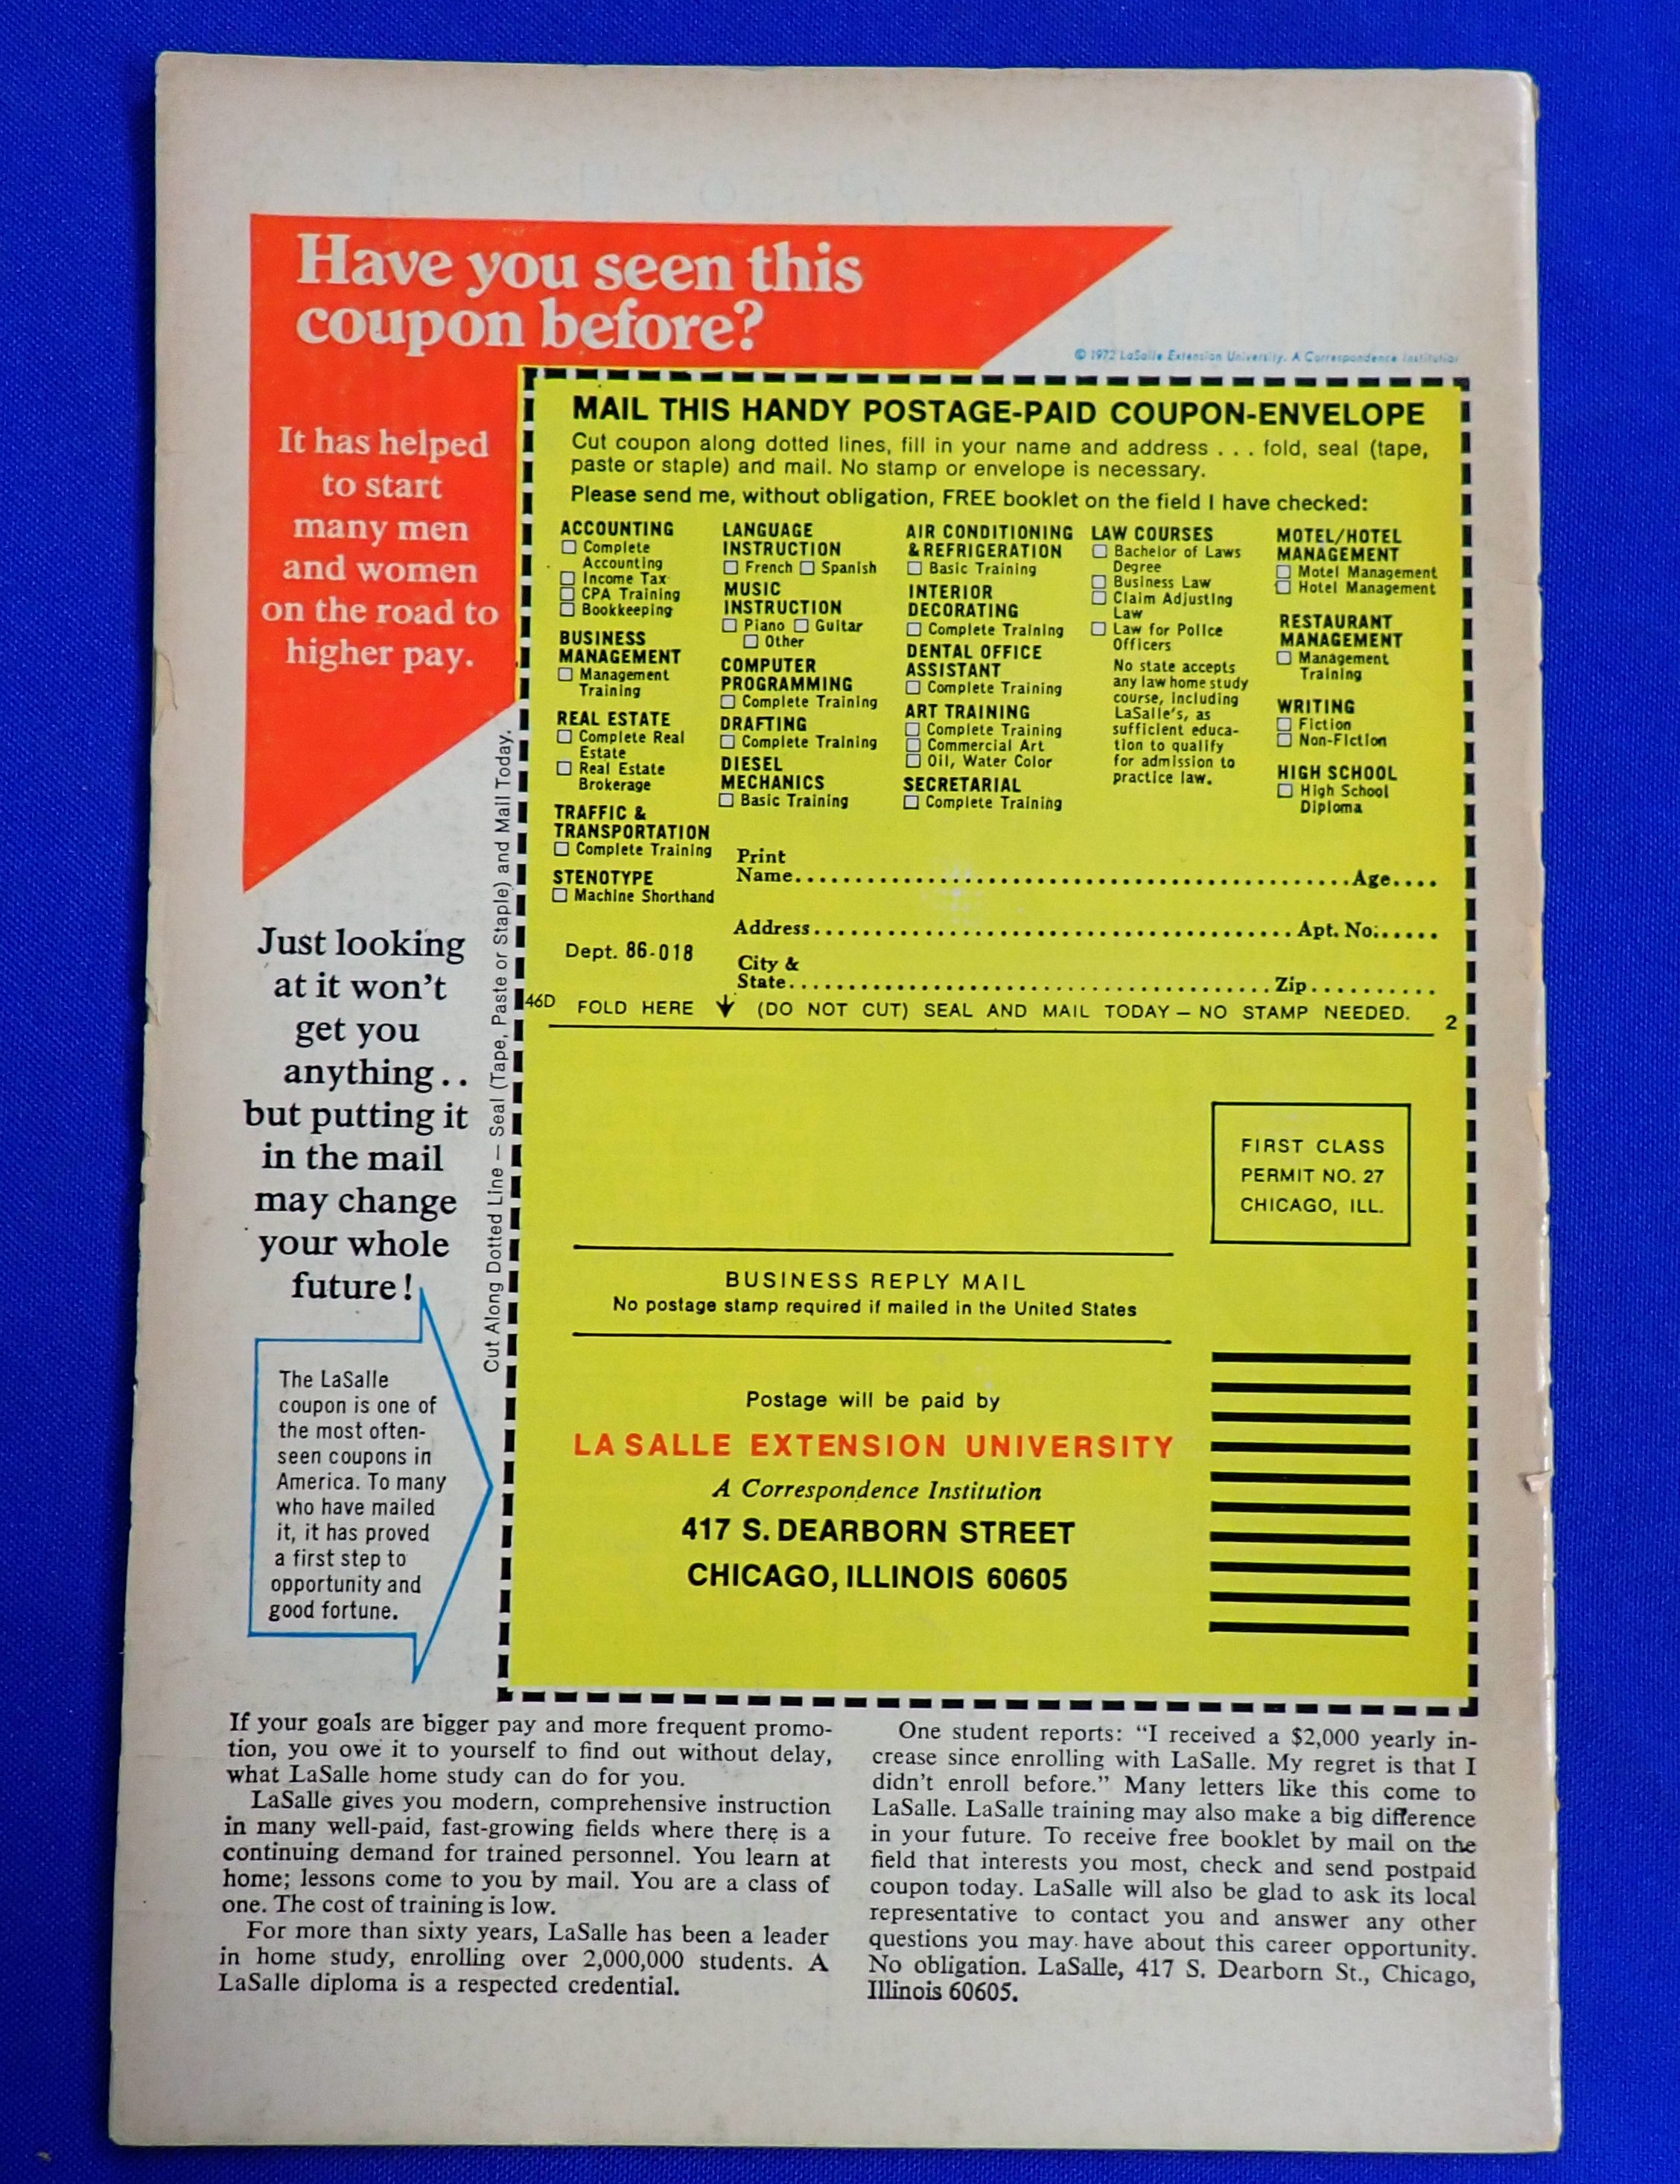 Have you seen this
coupon before?
© 1972 LaSalle Extension University. A Correspondence Institution
It has helped
to start
many men
and women
on the road to
higher pay.
Just looking
at it won't
get you
anything..
but putting it
in the mail
may change
your whole
future!
The LaSalle
coupon is one of
the most often-
seen coupons in
America. To many
who have mailed
it, it has proved
a first step to
opportunity and
good fortune.
Cut Along Dotted Line — Seal (Tape, Paste or Staple) and Mail Today.
MAIL THIS HANDY POSTAGE-PAID COUPON-ENVELOPE
Cut coupon along dotted lines, fill in your name and address . . . fold, seal (tape,
paste or staple) and mail. No stamp or envelope is necessary.
Please send me, without obligation, FREE booklet on the field I have checked:
ACCOUNTING
Complete
Accounting
Income Tax
CPA Training
Bookkeeping
BUSINESS
MANAGEMENT
Management
Training
REAL ESTATE
Complete Real
Estate
Real Estate
Brokerage
TRAFFIC &
TRANSPORTATION
Complete Training
STENOTYPE
Machine Shorthand
LANGUAGE
INSTRUCTION
French Spanish
MUSIC
INSTRUCTION
Piano Guitar
Other
COMPUTER
PROGRAMMING
Complete Training
DRAFTING
Complete Training
DIESEL
MECHANICS
Basic Training
AIR CONDITIONING
& REFRIGERATION
Basic Training
INTERIOR
DECORATING
Complete Training
DENTAL OFFICE
ASSISTANT
Complete Training
ART TRAINING
Complete Training
Commercial Art
Oil, Water Color
SECRETARIAL
Complete Training
LAW COURSES
Bachelor of Laws
Degree
Business Law
Claim Adjusting
Law
Law for Police
Officers
No state accepts
any law home study
course, including
LaSalle's, as
sufficient educa-
tion to qualify
for admission to
practice law.
MOTEL/HOTEL
MANAGEMENT
Motel Management
Hotel Management
RESTAURANT
MANAGEMENT
Management
Training
WRITING
Fiction
Non-Fiction
HIGH SCHOOL
High School
Diploma
Print
Name Age
Address Apt. No.
Dept. 86-018
City &
State Zip
46D FOLD HERE (DO NOT CUT) SEAL AND MAIL TODAY — NO STAMP NEEDED. 2
FIRST CLASS
PERMIT NO. 27
CHICAGO, ILL.
BUSINESS REPLY MAIL
No postage stamp required if mailed in the United States
Postage will be paid by
LA SALLE EXTENSION UNIVERSITY
A Correspondence Institution
417 S. DEARBORN STREET
CHICAGO, ILLINOIS 60605
If your goals are bigger pay and more frequent promo-
tion, you owe it to yourself to find out without delay,
what LaSalle home study can do for you.
LaSalle gives you modern, comprehensive instruction
in many well-paid, fast-growing fields where there is a
continuing demand for trained personnel. You learn at
home; lessons come to you by mail. You are a class of
one. The cost of training is low.
For more than sixty years, LaSalle has been a leader
in home study, enrolling over 2,000,000 students. A
LaSalle diploma is a respected credential.
One student reports: "I received a $2,000 yearly in-
crease since enrolling with LaSalle. My regret is that I
didn't enroll before." Many letters like this come to
LaSalle. LaSalle training may also make a big difference
in your future. To receive free booklet by mail on the
field that interests you most, check and send postpaid
coupon today. LaSalle will also be glad to ask its local
representative to contact you and answer any other
questions you may have about this career opportunity.
No obligation. LaSalle, 417 S. Dearborn St., Chicago,
Illinois 60605.